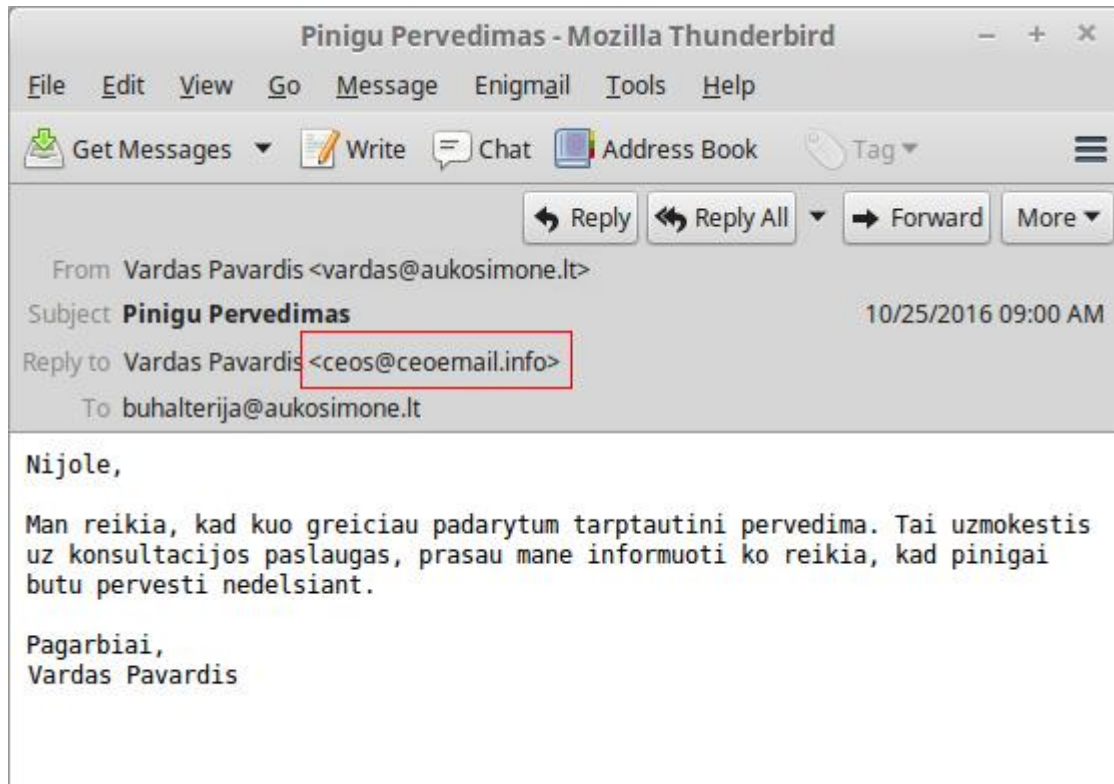 Pinigu Pervedimas - Mozilla Thunderbird
File Edit View Go Message Enigmail Tools Help
Get Messages Write Chat Address Book Tag
Reply Reply All Forward More
From Vardas Pavardis <vardas@aukosimone.lt>
Subject Pinigu Pervedimas 10/25/2016 09:00 AM
Reply to Vardas Pavardis <ceos@ceoemail.info>
To buhalterija@aukosimone.lt
Nijole,
Man reikia, kad kuo greiciau padarytum tarptautini pervedima. Tai uzmokestis
uz konsultacijos paslaugas, prasau mane informuoti ko reikia, kad pinigai
butu pervesti nedelsiant.
Pagarbiai,
Vardas Pavardis